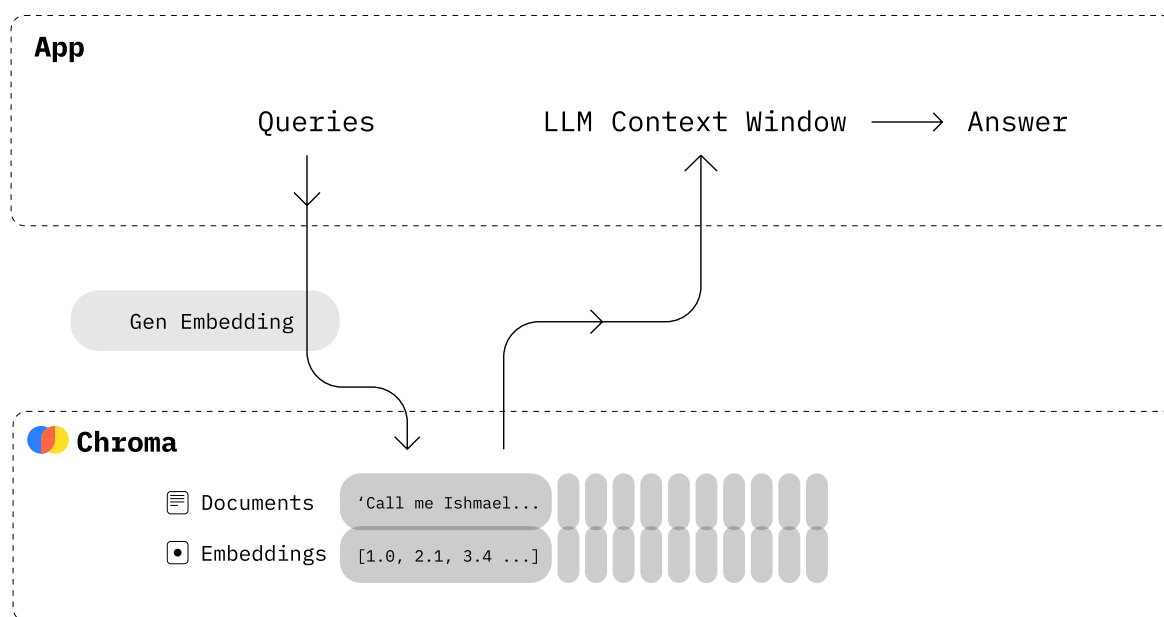 App
Queries
LLM Context Window
Answer
Gen Embedding
Chroma
Documents
‘Call me Ishmael...
Embeddings
[1.0, 2.1, 3.4 ...]